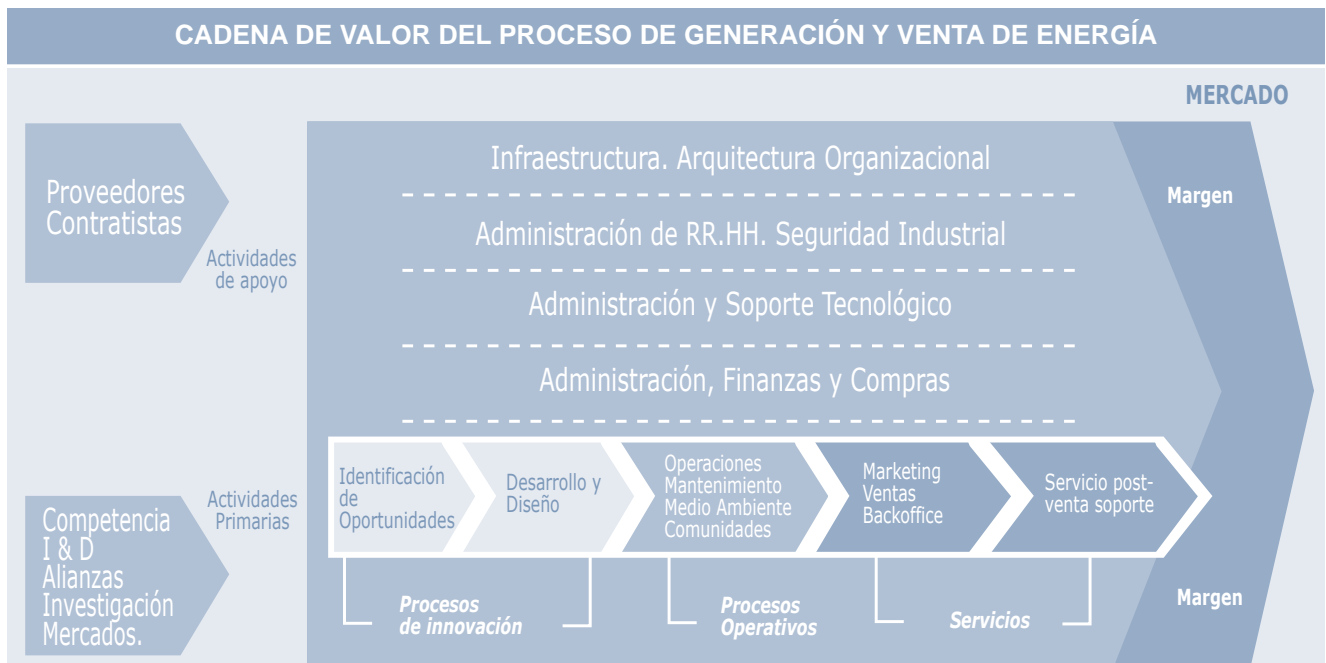 CADENA DE VALOR DEL PROCESO DE GENERACIÓN Y VENTA DE ENERGÍA
MERCADO
Proveedores
Contratistas
Actividades
de apoyo
Infraestructura. Arquitectura Organizacional
Administración de RR.HH. Seguridad Industrial
Administración y Soporte Tecnológico
Administración, Finanzas y Compras
Margen
Competencia
I & D
Alianzas
Investigación
Mercados.
Actividades
Primarias
Identificación
de
Oportunidades
Desarrollo y
Diseño
Operaciones
Mantenimiento
Medio Ambiente
Comunidades
Marketing
Ventas
Backoffice
Servicio post-
venta soporte
Procesos
de innovación
Procesos
Operativos
Servicios
Margen